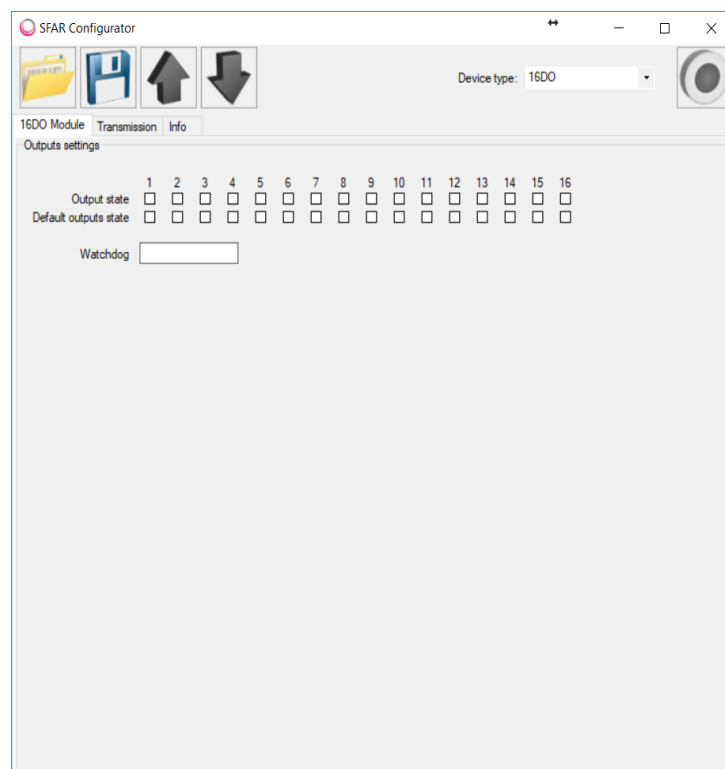 SFAR Configurator
Device type: 16DO
16DO Module Transmission Info
Outputs settings
1 2 3 4 5 6 7 8 9 10 11 12 13 14 15 16
Output state
Default outputs state
Watchdog